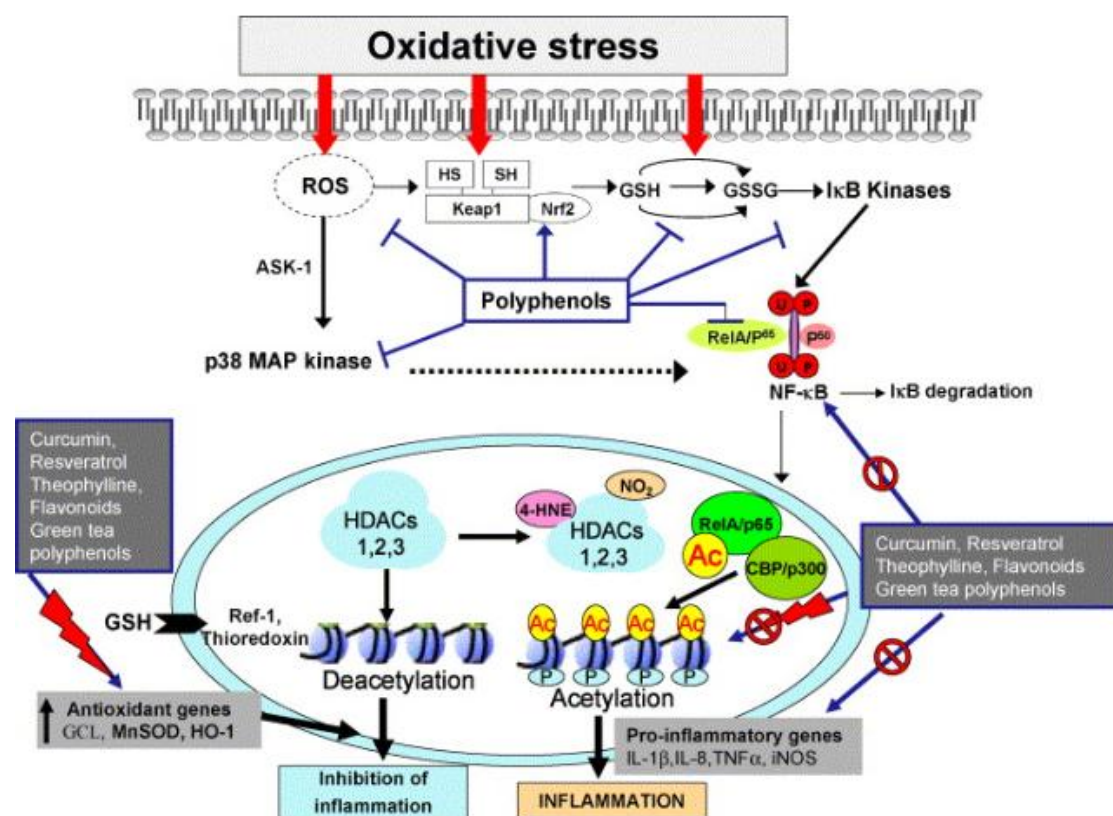 Oxidative stress
ROS
HS
SH
Keap1
Nrf2
GSH
GSSG
IκB Kinases
ASK-1
Polyphenols
U
P
RelA/P⁶⁵
p⁵⁰
U
P
p38 MAP kinase
NF-κB
IκB degradation
Curcumin,
Resveratrol
Theophylline,
Flavonoids
Green tea
polyphenols
HDACs
1,2,3
4-HNE
NO₂
HDACs
1,2,3
RelA/p65
Ac
CBP/p300
Curcumin, Resveratrol
Theophylline, Flavonoids
Green tea polyphenols
GSH
Ref-1,
Thioredoxin
Ac
Ac
Ac
Ac
P
P
P
P
Deacetylation
Acetylation
Antioxidant genes
GCL, MnSOD, HO-1
Pro-inflammatory genes
IL-1β,IL-8,TNFα, iNOS
Inhibition of
inflammation
INFLAMMATION